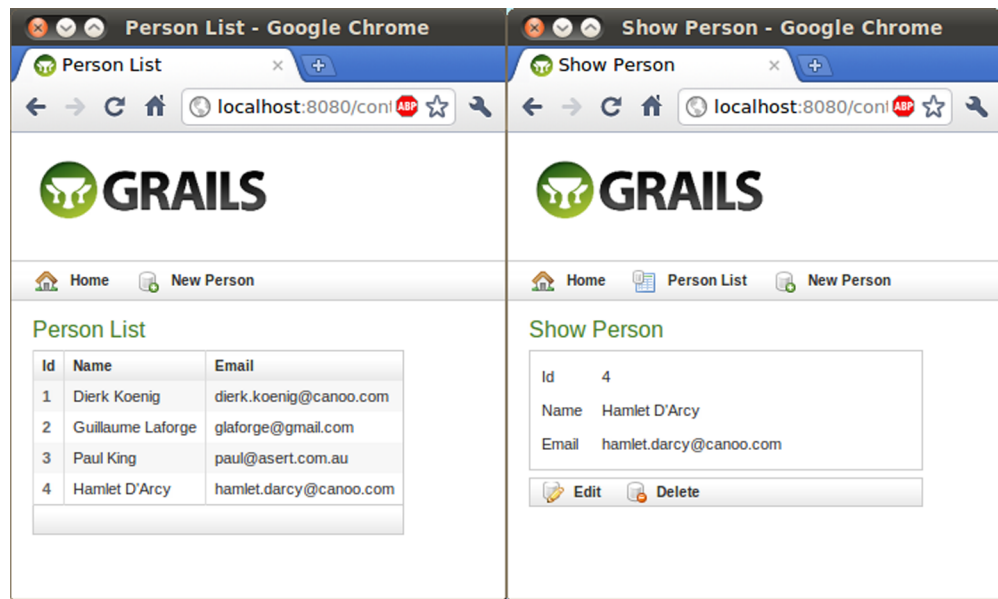 Person List - Google Chrome
Person List
localhost:8080/cont
ABP
GRAILS
Home New Person
Person List
Id Name Email
1 Dierk Koenig dierk.koenig@canoo.com
2 Guillaume Laforge glaforge@gmail.com
3 Paul King paul@asert.com.au
4 Hamlet D'Arcy hamlet.darcy@canoo.com
Show Person - Google Chrome
Show Person
localhost:8080/cont
ABP
GRAILS
Home Person List New Person
Show Person
Id 4
Name Hamlet D'Arcy
Email hamlet.darcy@canoo.com
Edit Delete